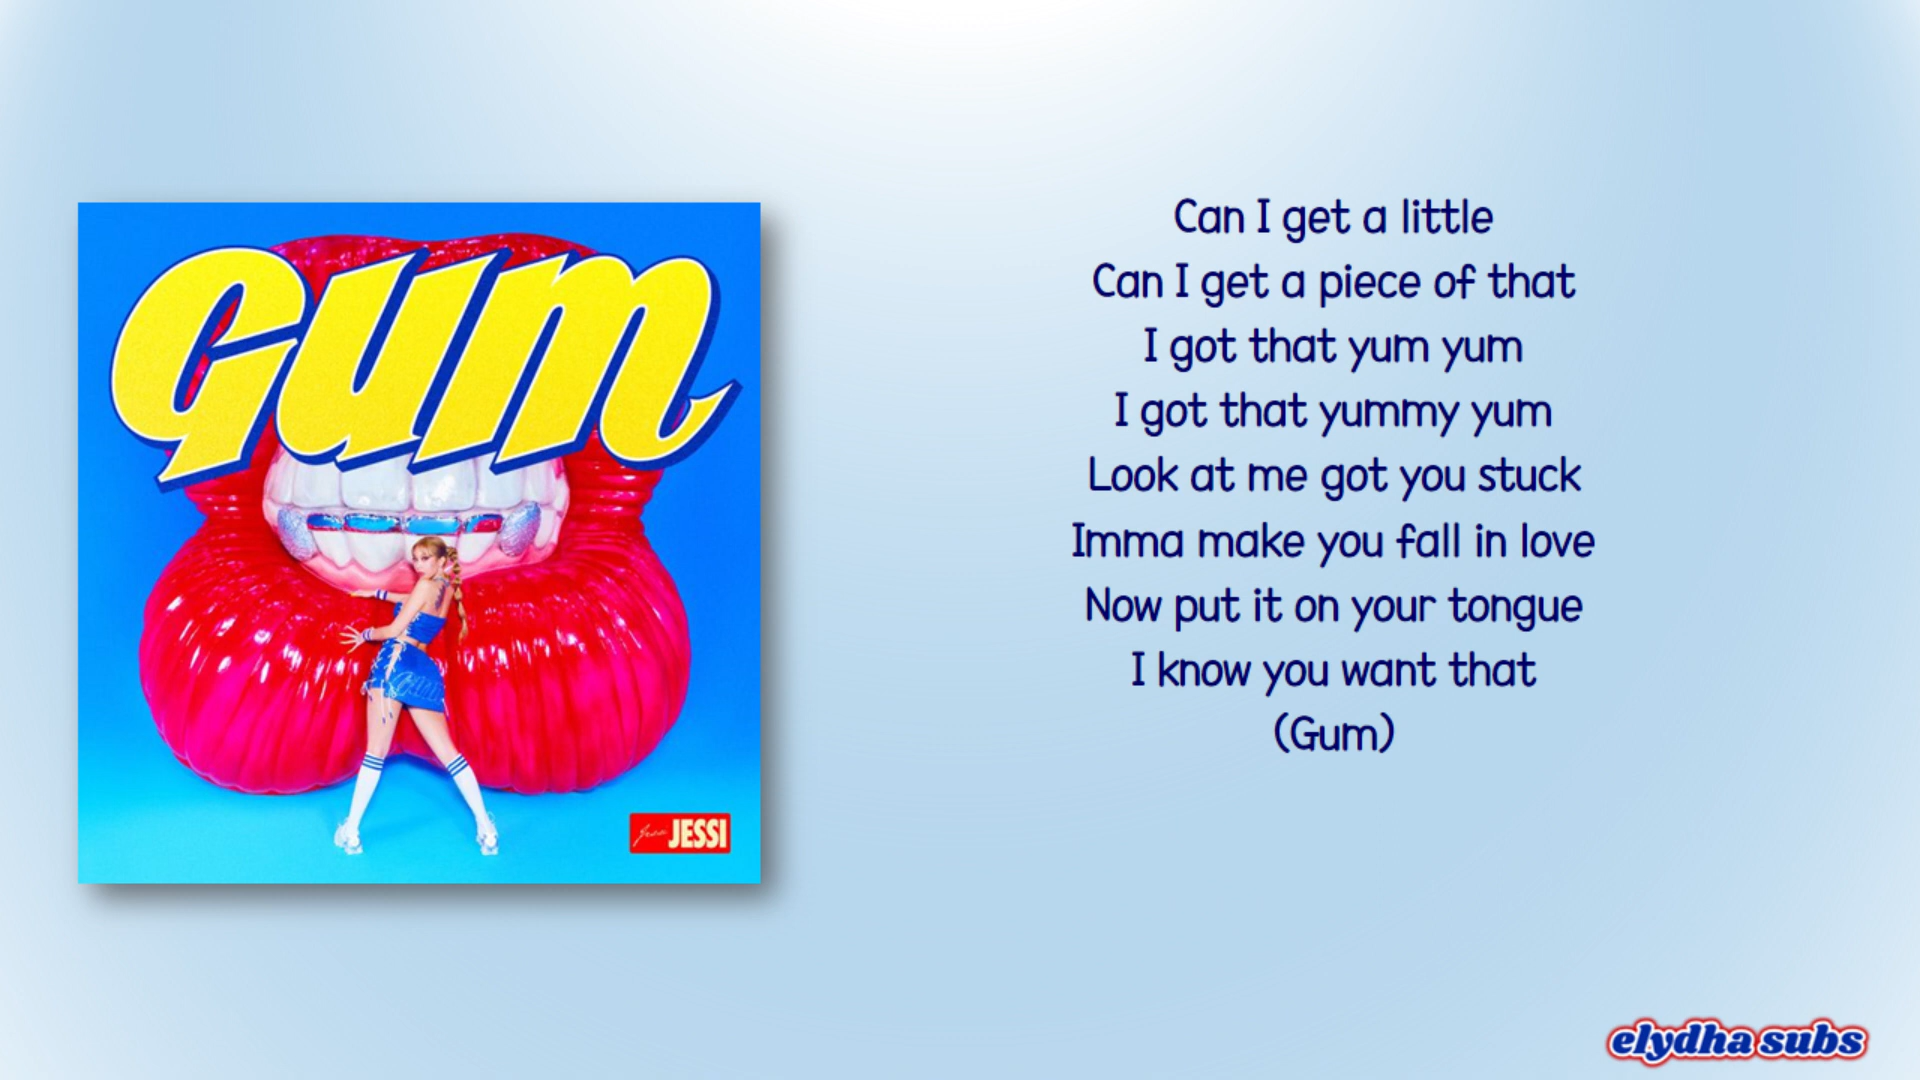 Gum
JESSI
Can I get a little
Can I get a piece of that
I got that yum yum
I got that yummy yum
Look at me got you stuck
Imma make you fall in love
Now put it on your tongue
I know you want that
(Gum)
elydha subs